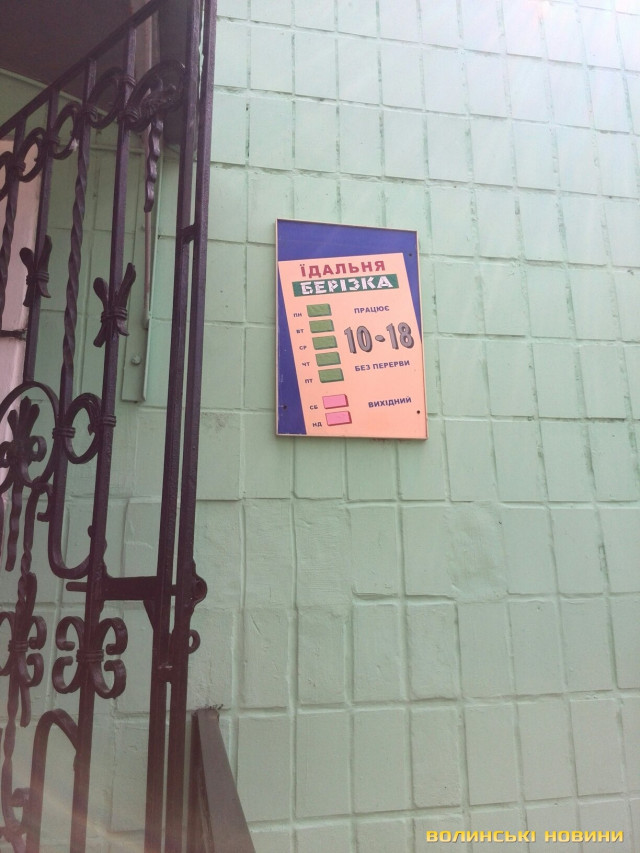 ЇДАЛЬНЯ
БЕРІЗКА
ПН
ПРАЦЮЄ
ВТ
СР
10-18
ЧТ
БЕЗ ПЕРЕРВИ
ПТ
СБ
ВИХІДНИЙ
НД
ВОЛИНСЬКІ НОВИНИ